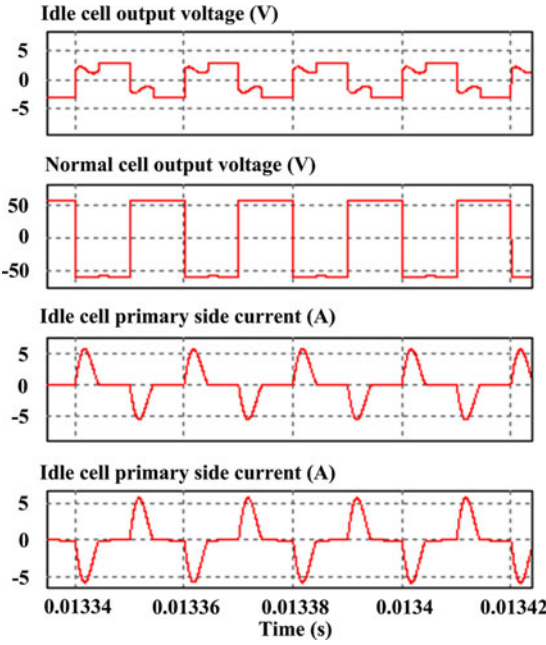 Idle cell output voltage (V)
5
0
-5
Normal cell output voltage (V)
50
0
-50
Idle cell primary side current (A)
5
0
-5
Idle cell primary side current (A)
5
0
-5
0.01334 0.01336 0.01338 0.0134 0.01342
Time (s)